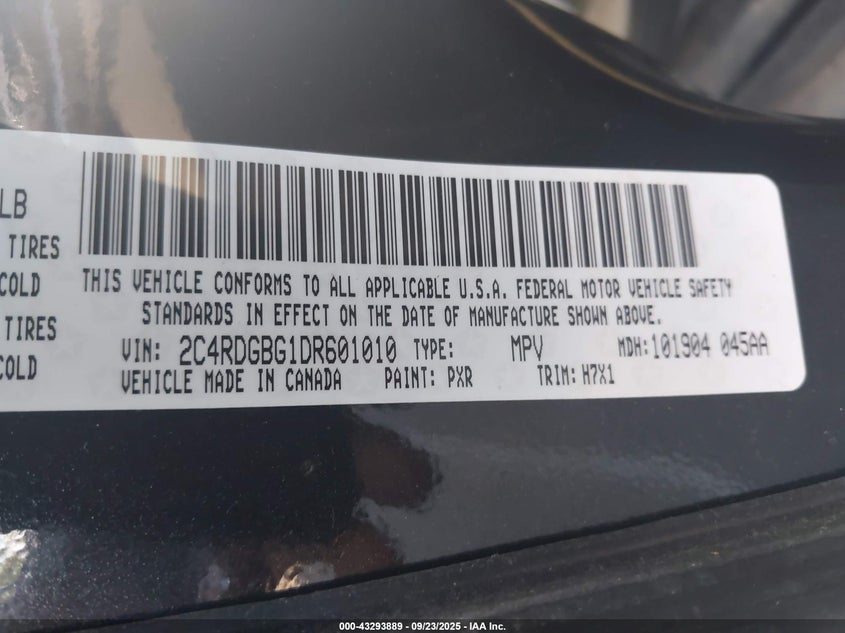 LB
TIRES
COLD
TIRES
COLD
THIS VEHICLE CONFORMS TO ALL APPLICABLE U.S.A. FEDERAL MOTOR VEHICLE SAFETY
STANDARDS IN EFFECT ON THE DATE OF MANUFACTURE SHOWN ABOVE.
VIN: 2C4RDGBG1DR601010 TYPE: MPV MDH:101904 045AA
VEHICLE MADE IN CANADA PAINT: PXR TRIM: H7X1
000-43293889 - 09/23/2025 - IAA Inc.